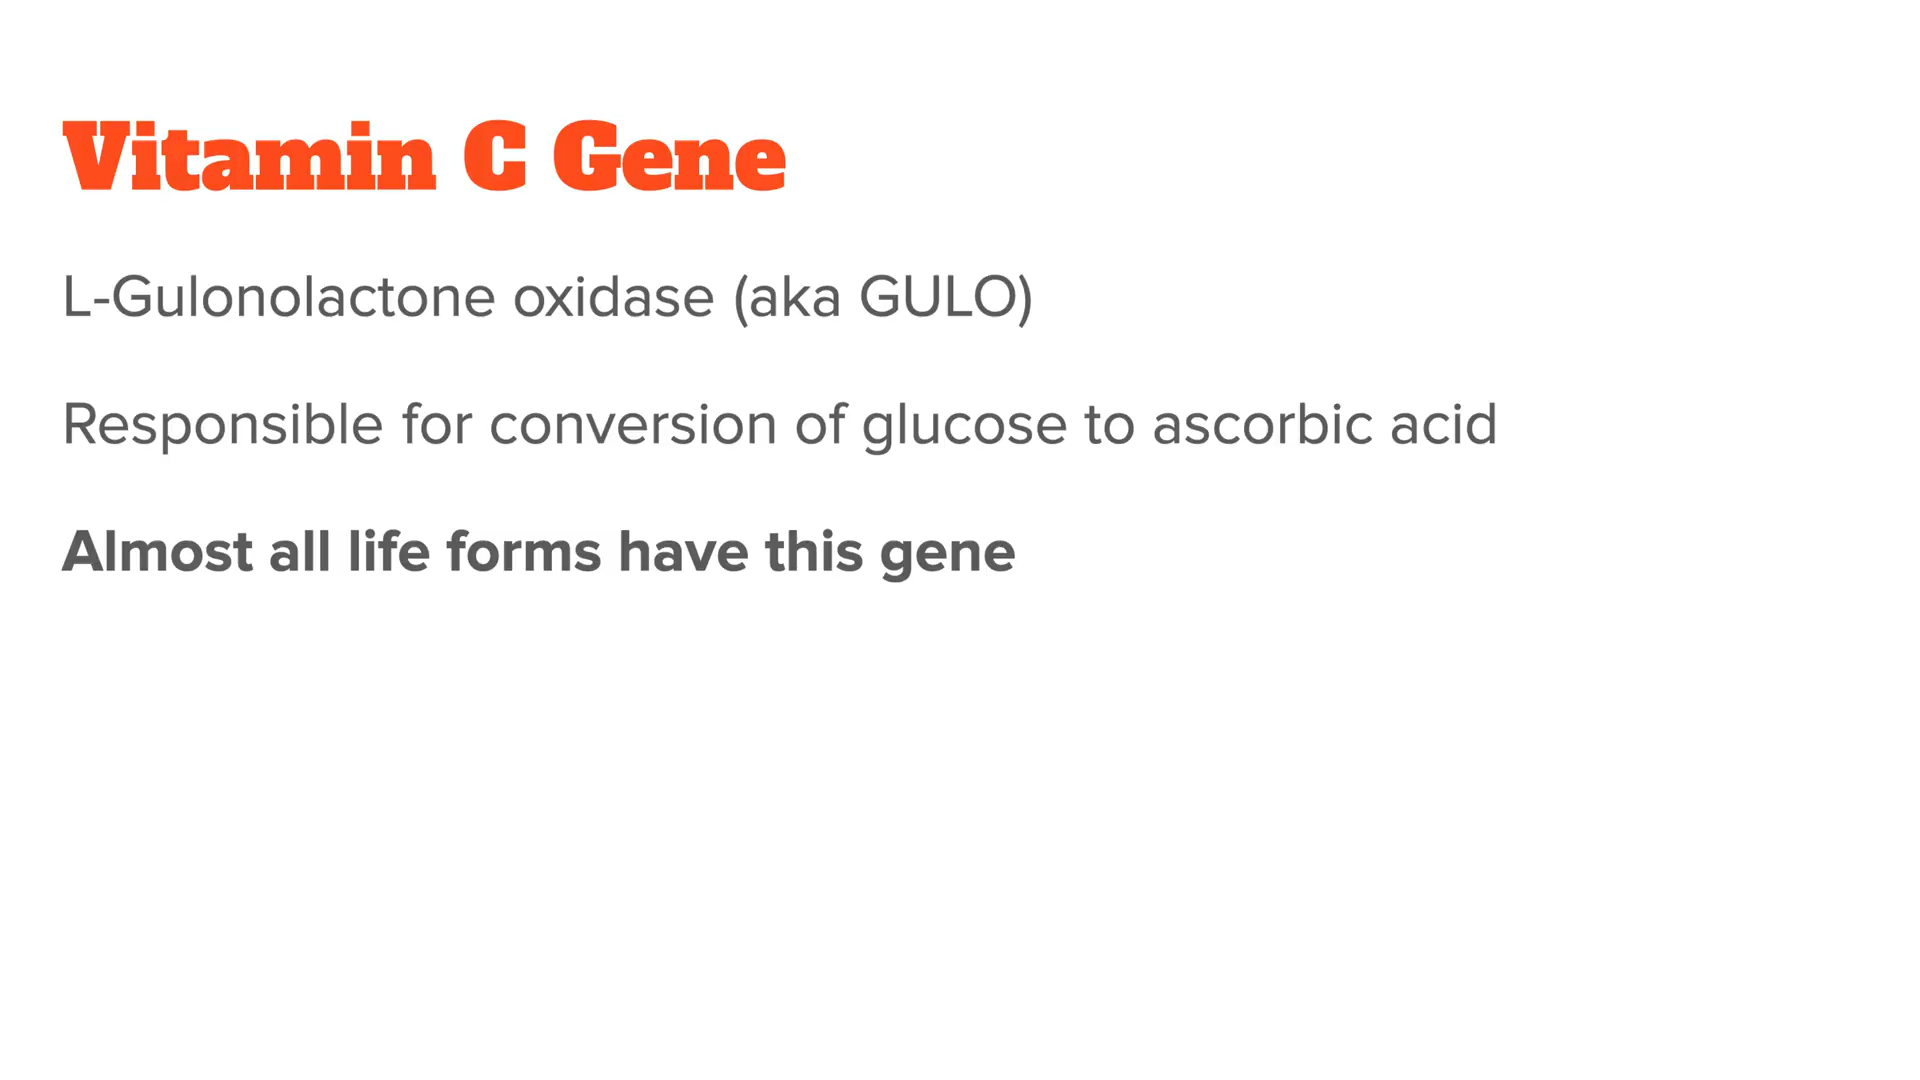 Vitamin C Gene
L-Gulonolactone oxidase (aka GULO)
Responsible for conversion of glucose to ascorbic acid
Almost all life forms have this gene